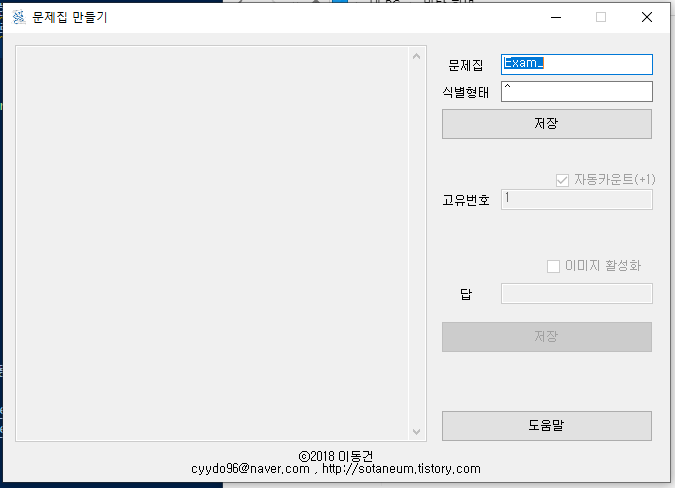 문제집 만들기
문제집
Exam_
식별형태
^
저장
자동카운트(+1)
고유번호
1
이미지 활성화
답
저장
도움말
©2018 이동건
cyydo96@naver.com , http://sotaneum.tistory.com